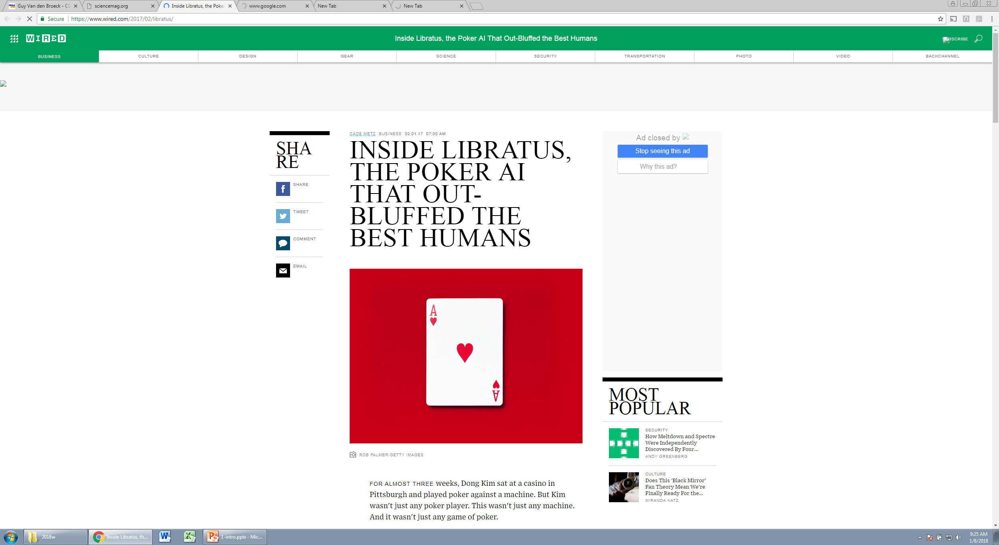 Guy Van den Broeck - CS
sciencemag.org
Inside Libratus, the Poker
www.google.com
New Tab
New Tab
Secure
https://www.wired.com/2017/02/libratus/
WIRED
Inside Libratus, the Poker AI That Out-Bluffed the Best Humans
BSCRIBE
BUSINESS
CULTURE
DESIGN
GEAR
SCIENCE
SECURITY
TRANSPORTATION
PHOTO
VIDEO
BACKCHANNEL
SHA
RE
SHARE
TWEET
COMMENT
EMAIL
CADE METZ BUSINESS 02.01.17 07:00 AM
INSIDE LIBRATUS,
THE POKER AI
THAT OUT-
BLUFFED THE
BEST HUMANS
A
A
ROB PALMER/GETTY IMAGES
FOR ALMOST THREE weeks, Dong Kim sat at a casino in
Pittsburgh and played poker against a machine. But Kim
wasn't just any poker player. This wasn't just any machine.
And it wasn't just any game of poker.
Ad closed by
Stop seeing this ad
Why this ad?
MOST
POPULAR
SECURITY
How Meltdown and Spectre
Were Independently
Discovered By Four...
ANDY GREENBERG
CULTURE
Does This 'Black Mirror'
Fan Theory Mean We're
Finally Ready For the...
MIRANDA KATZ
2018w
Inside Libratus, th...
1-intro.pptx - Mic...
9:25 AM
1/8/2018